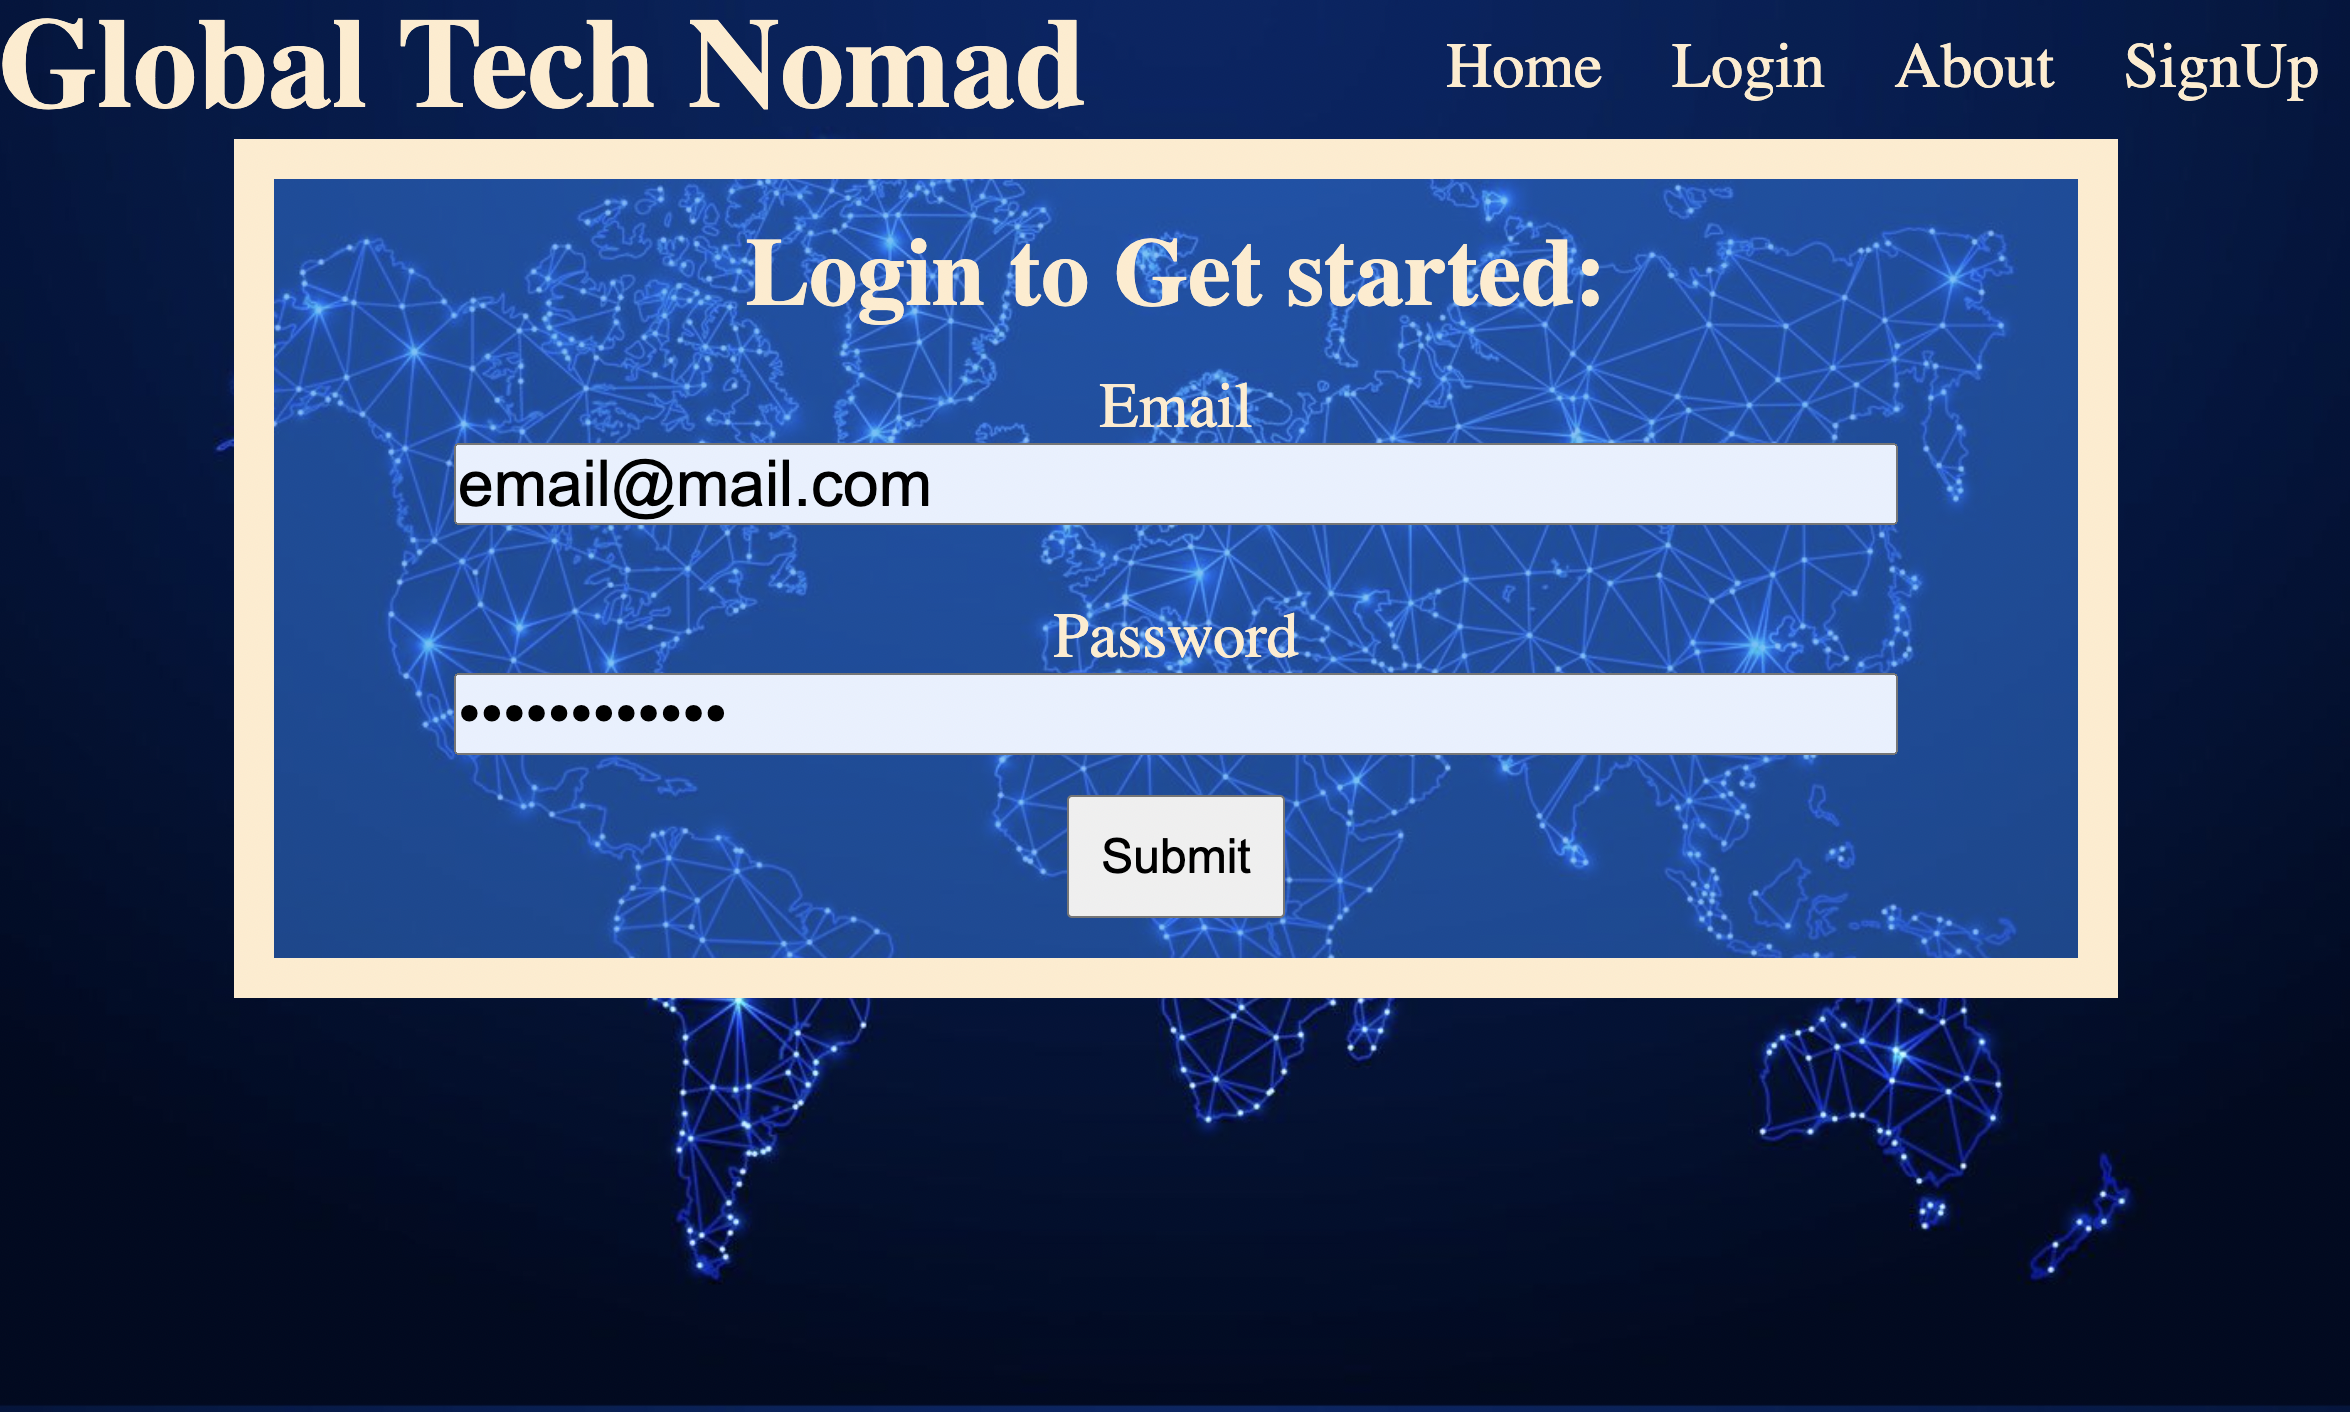 Global Tech Nomad
Home Login About SignUp
Login to Get started:
Email
email@mail.com
Password
••••••••••••
Submit